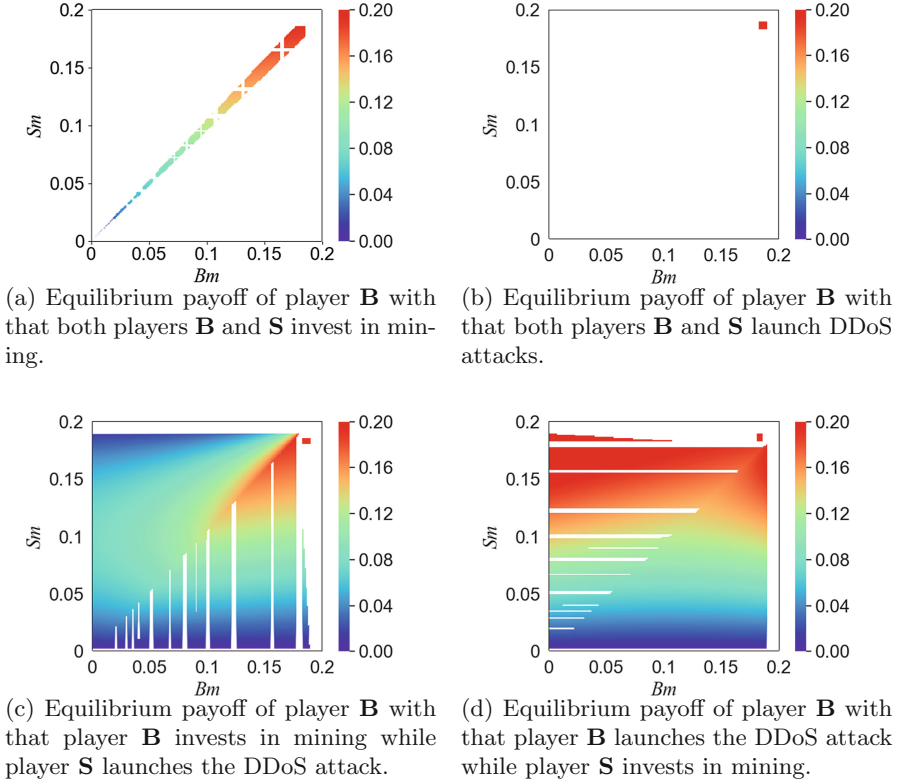 0.2
0.15
0.1
0.05
0
Sm
0 0.05 0.1 0.15 0.2
Bm
0.20
0.16
0.12
0.08
0.04
0.00
(a) Equilibrium payoff of player B with
that both players B and S invest in min-
ing.
0.2
0.15
0.1
0.05
0
Sm
0 0.05 0.1 0.15 0.2
Bm
0.20
0.16
0.12
0.08
0.04
0.00
(b) Equilibrium payoff of player B with
that both players B and S launch DDoS
attacks.
0.2
0.15
0.1
0.05
0
Sm
0 0.05 0.1 0.15 0.2
Bm
0.20
0.16
0.12
0.08
0.04
0.00
(c) Equilibrium payoff of player B with
that player B invests in mining while
player S launches the DDoS attack.
0.2
0.15
0.1
0.05
0
Sm
0 0.05 0.1 0.15 0.2
Bm
0.20
0.16
0.12
0.08
0.04
0.00
(d) Equilibrium payoff of player B with
that player B launches the DDoS attack
while player S invests in mining.